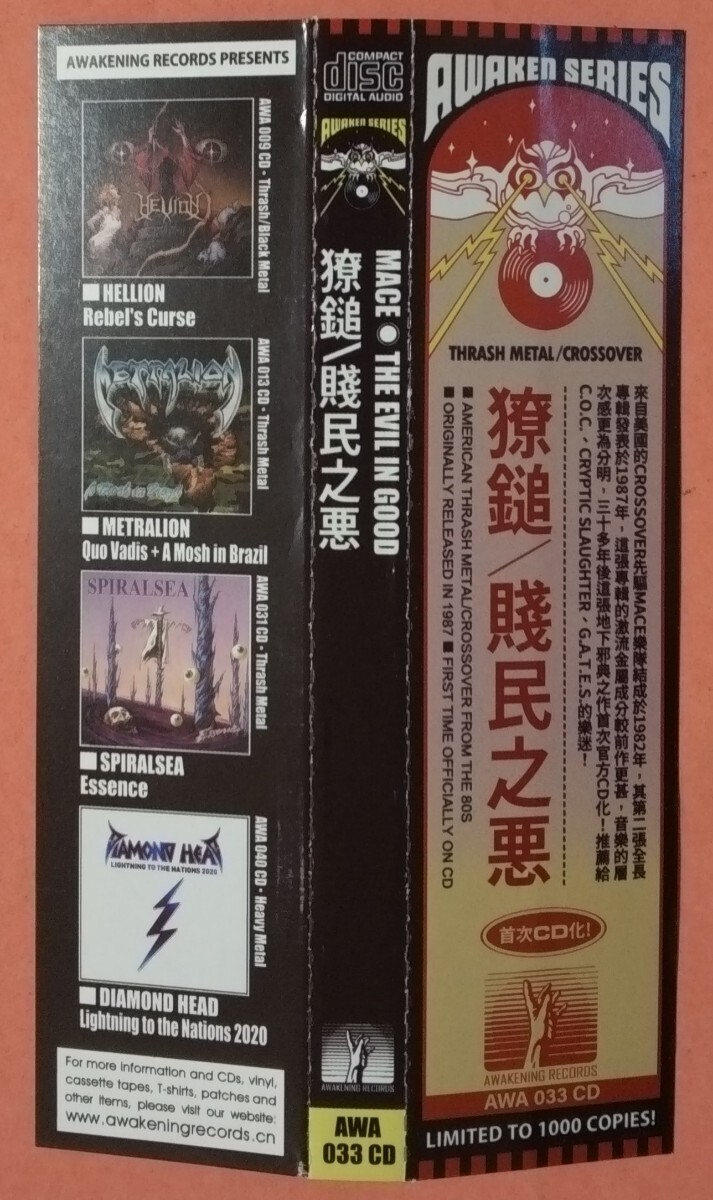 AWAKENING RECORDS PRESENTS
AWA 009 CD • Thrash/Black Metal
HELLION
■ HELLION
Rebel's Curse
AWA 013 CD • Thrash Metal
METRALION
■ METRALION
Quo Vadis + A Mosh in Brazil
AWA 031 CD • Thrash Metal
SPIRALSEA
Essence
■ SPIRALSEA
Essence
AWA 040 CD • Heavy Metal
DIAMOND HEAD
LIGHTNING TO THE NATIONS 2020
■ DIAMOND HEAD
Lightning to the Nations 2020
For more information and CDs, vinyl,
cassette tapes, T-shirts, patches and
other items, please visit our website:
www.awakeningrecords.cn
COMPACT
disc
DIGITAL AUDIO
AWAKEN SERIES
MACE ● THE EVIL IN GOOD
獠鎚/賤民之悪
AWAKENING RECORDS
AWA
033 CD
AWAKEN SERIES
THRASH METAL/CROSSOVER
來自美國的CROSSOVER先驅MACE樂隊結成於1982年，其第二張全長
專輯發表於1987年，這張專輯的激流金屬成分較前作更甚，音樂的層
次感更為分明，三十多年後這張地下邪典之作首次官方CD化！推薦給
C.O.C.，CRYPTIC SLAUGHTER，G.A.T.E.S.的樂迷！
獠鎚/賤民之悪
■ AMERICAN THRASH METAL/CROSSOVER FROM THE 80S
■ ORIGINALLY RELEASED IN 1987 ■ FIRST TIME OFFICIALLY ON CD
首次CD化!
AWAKENING RECORDS
AWA 033 CD
LIMITED TO 1000 COPIES!